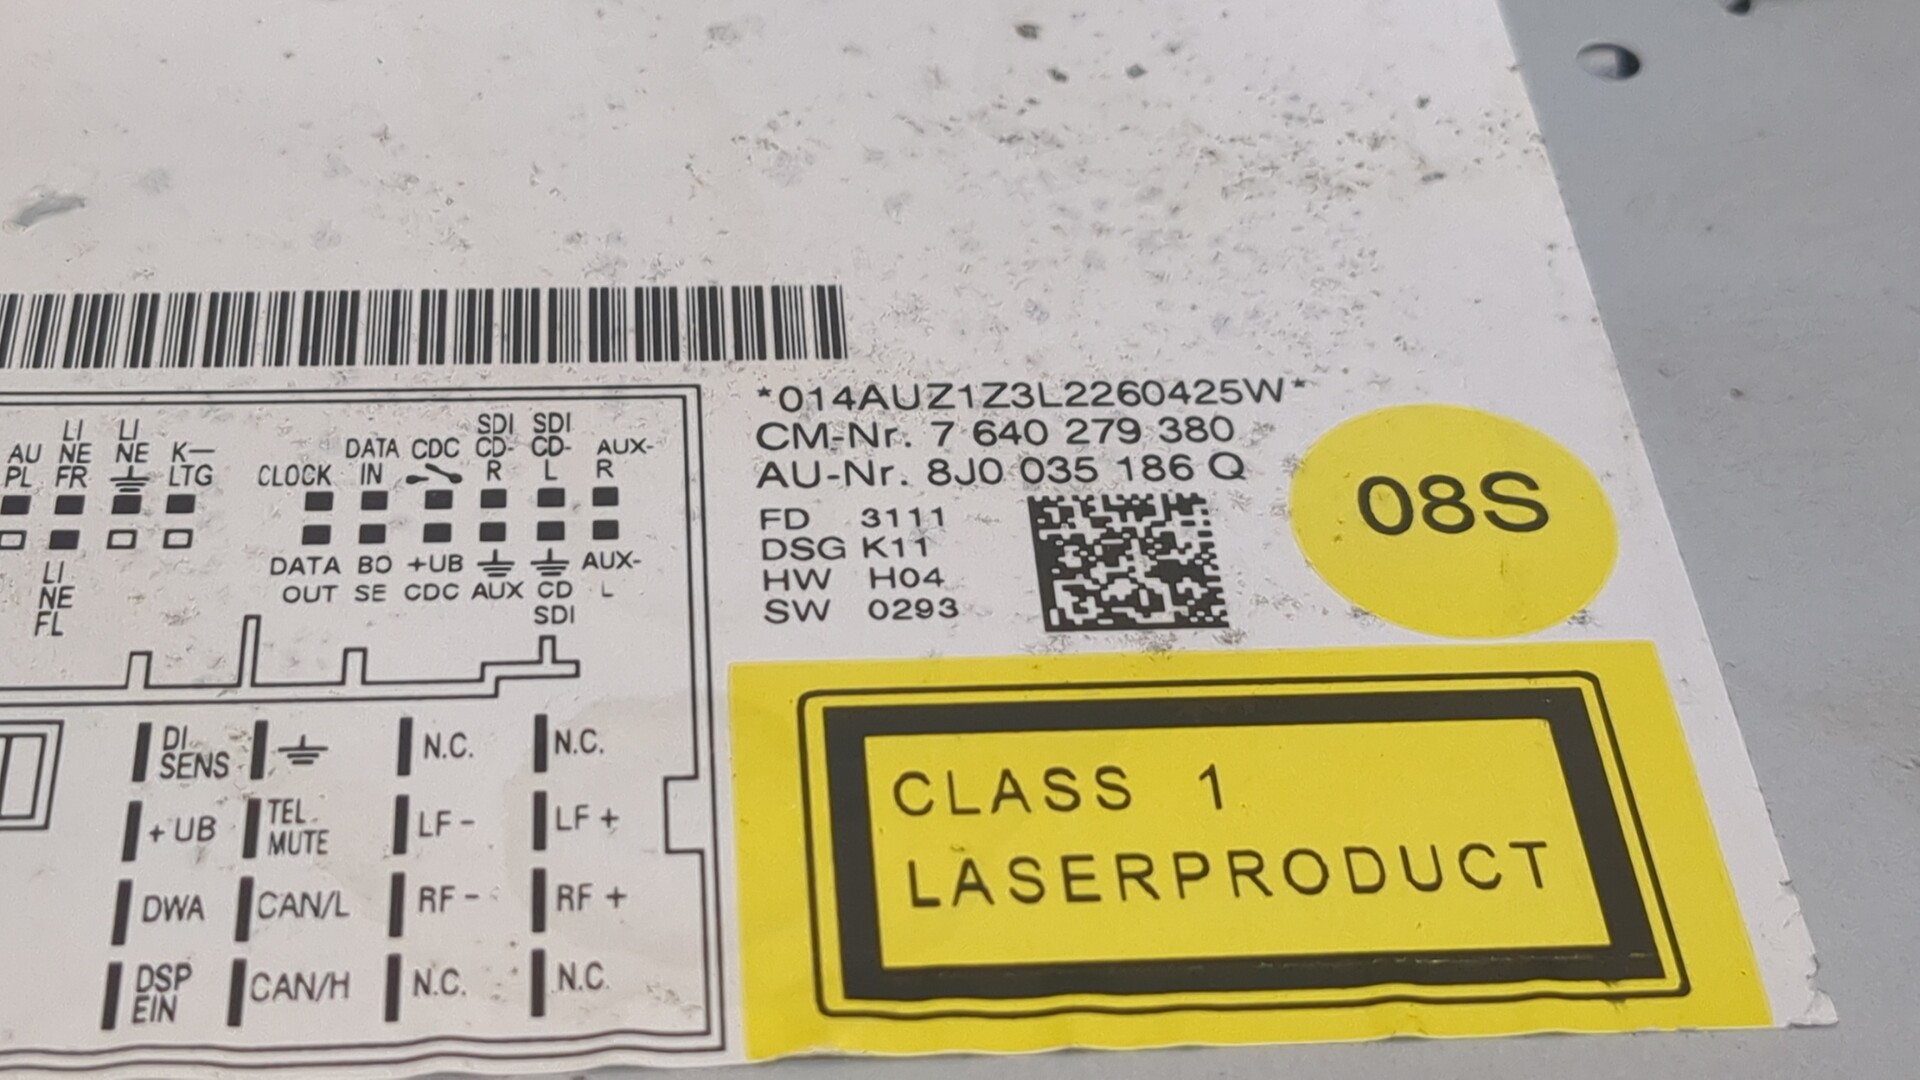 *014AUZ1Z3L2260425W*
CM-Nr. 7 640 279 380
AU-Nr. 8J0 035 186 Q
FD 3111
DSG K11
HW H04
SW 0293
08S
SDI SDI
LI LI
AU NE NE K— DATA CDC CD- CD- AUX-
PL FR LTG CLOCK IN R L R
DATA BO +UB AUX-
OUT SE CDC AUX CD L
SDI
LI
NE
FL
DI SENS N.C. N.C.
+UB TEL MUTE LF - LF +
DWA CAN/L RF - RF +
DSP EIN CAN/H N.C. N.C.
CLASS 1
LASERPRODUCT